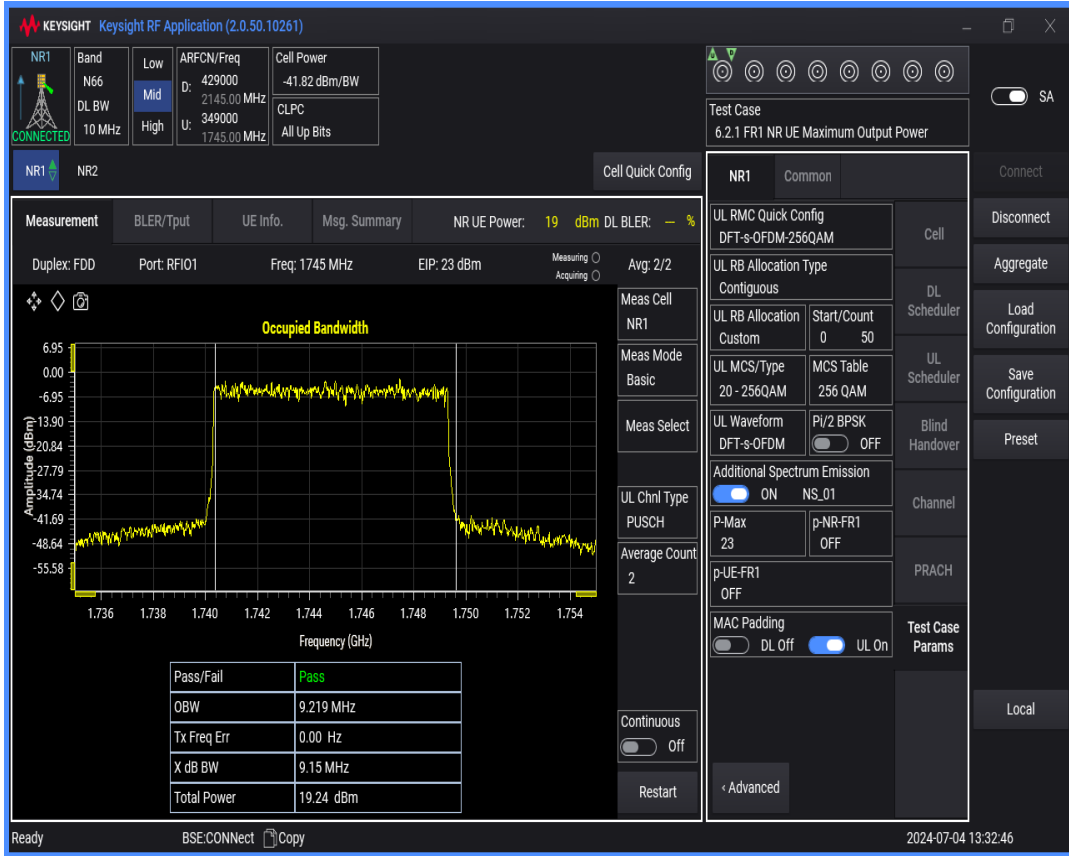 KEYSIGHT Keysight RF Application (2.0.50.10261)
NR1
CONNECTED
Band
N66
DL BW
10 MHz
Low
Mid
High
ARFCN/Freq
D: 429000
2145.00 MHz
U: 349000
1745.00 MHz
Cell Power
-41.82 dBm/BW
CLPC
All Up Bits
Test Case
6.2.1 FR1 NR UE Maximum Output Power
SA
NR1
NR2
Cell Quick Config
Connect
Disconnect
Aggregate
Load
Configuration
Save
Configuration
Preset
Local
Measurement
BLER/Tput
UE Info.
Msg. Summary
NR UE Power: 19 dBm DL BLER: --- %
Duplex: FDD
Port: RFIO1
Freq: 1745 MHz
EIP: 23 dBm
Measuring
Acquiring
Avg: 2/2
Occupied Bandwidth
Amplitude (dBm)
6.95
0.00
-6.95
-13.90
-20.84
-27.79
-34.74
-41.69
-48.64
-55.58
1.736 1.738 1.740 1.742 1.744 1.746 1.748 1.750 1.752 1.754
Frequency (GHz)
Pass/Fail Pass
OBW 9.219 MHz
Tx Freq Err 0.00 Hz
X dB BW 9.15 MHz
Total Power 19.24 dBm
Meas Cell
NR1
Meas Mode
Basic
Meas Select
UL Chnl Type
PUSCH
Average Count
2
Continuous
Off
Restart
NR1
Common
UL RMC Quick Config
DFT-s-OFDM-256QAM
UL RB Allocation Type
Contiguous
UL RB Allocation
Custom
Start/Count
0 50
UL MCS/Type
20 - 256QAM
MCS Table
256 QAM
UL Waveform
DFT-s-OFDM
Pi/2 BPSK
OFF
Additional Spectrum Emission
ON NS_01
P-Max
23
p-NR-FR1
OFF
p-UE-FR1
OFF
MAC Padding
DL Off UL On
‹ Advanced
Cell
DL
Scheduler
UL
Scheduler
Blind
Handover
Channel
PRACH
Test Case
Params
Ready
BSE:CONNect
Copy
2024-07-04 13:32:46